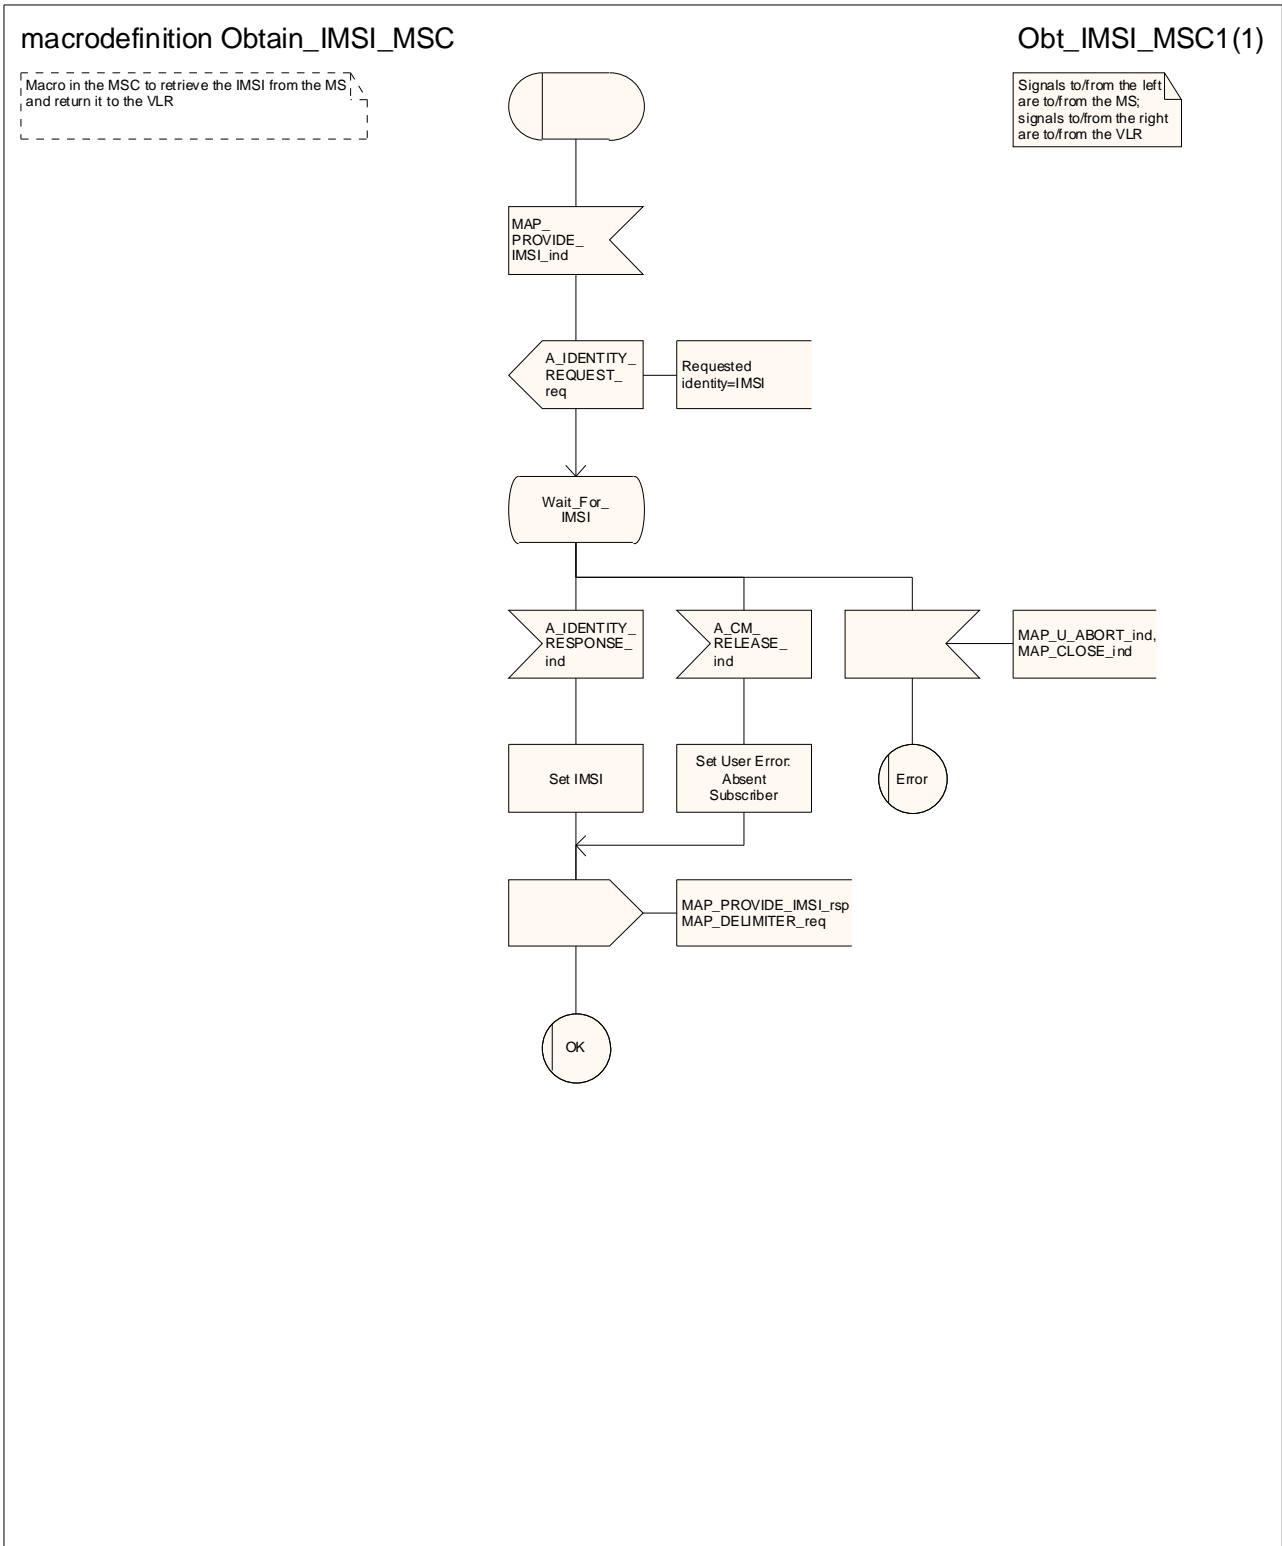 macrodefinition Obtain_IMSI_MSC
Obt_IMSI_MSC1(1)
Macro in the MSC to retrieve the IMSI from the MS
and return it to the VLR
Signals to/from the left
are to/from the MS;
signals to/from the right
are to/from the VLR
MAP_
PROVIDE_
IMSI_ind
A_IDENTITY_
REQUEST_
req
Requested
identity=IMSI
Wait_For_
IMSI
A_IDENTITY_
RESPONSE_
ind
A_CM_
RELEASE_
ind
MAP_U_ABORT_ind,
MAP_CLOSE_ind
Set IMSI
Set User Error:
Absent
Subscriber
Error
MAP_PROVIDE_IMSI_rsp
MAP_DELIMITER_req
OK